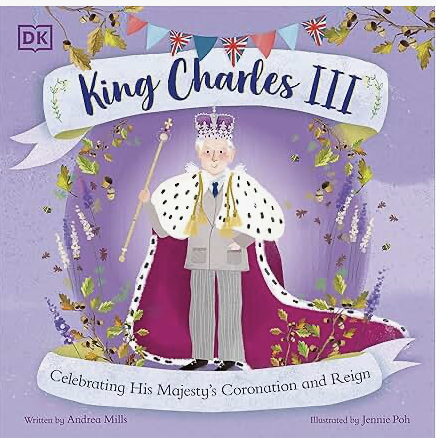 DK
King Charles III
Celebrating His Majesty's Coronation and Reign
Written by Andrea Mills
Illustrated by Jennie Poh